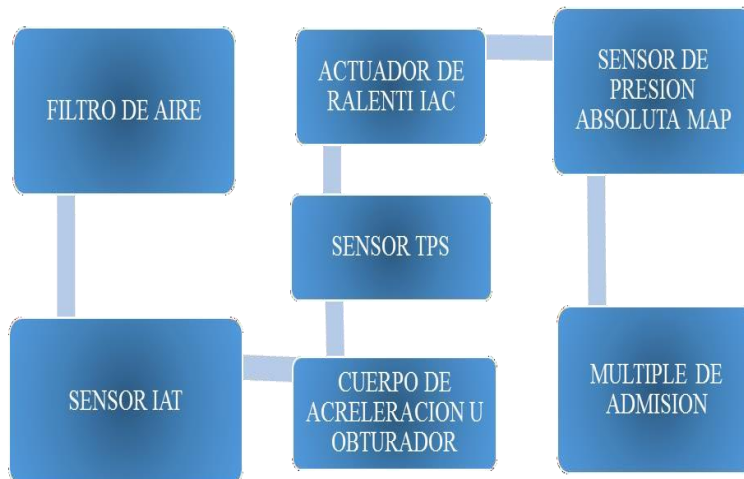 FILTRO DE AIRE
SENSOR IAT
CUERPO DE
ACRELERACION U
OBTURADOR
SENSOR TPS
ACTUADOR DE
RALENTI IAC
SENSOR DE
PRESION
ABSOLUTA MAP
MULTIPLE DE
ADMISION